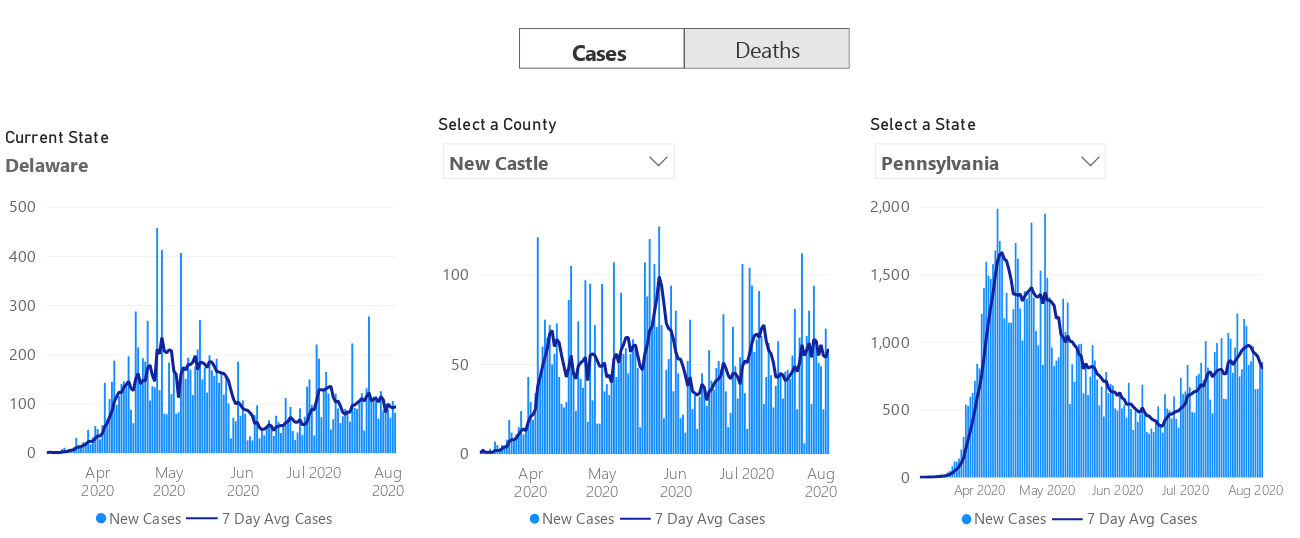 Cases
Deaths
Current State
Delaware
500
400
300
200
100
0
Apr
2020
May
2020
Jun
2020
Jul 2020
Aug
2020
New Cases
7 Day Avg Cases
Select a County
New Castle
100
50
0
Apr
2020
May
2020
Jun
2020
Jul 2020
Aug
2020
New Cases
7 Day Avg Cases
Select a State
Pennsylvania
2,000
1,500
1,000
500
0
Apr 2020
May 2020
Jun 2020
Jul 2020
Aug 2020
New Cases
7 Day Avg Cases